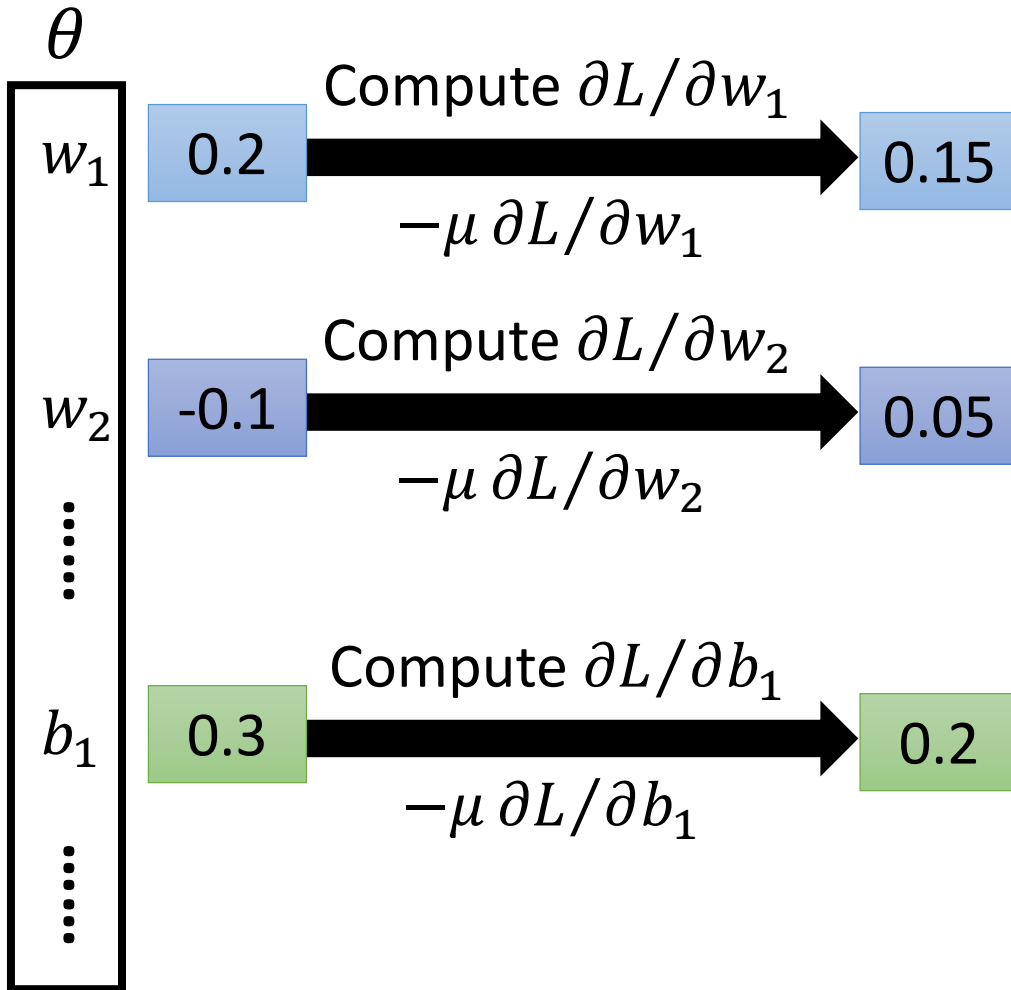 θ
Compute ∂L/∂w₁
w₁ 0.2 0.15
−μ ∂L/∂w₁
Compute ∂L/∂w₂
w₂ -0.1 0.05
−μ ∂L/∂w₂
......
Compute ∂L/∂b₁
b₁ 0.3 0.2
−μ ∂L/∂b₁
......